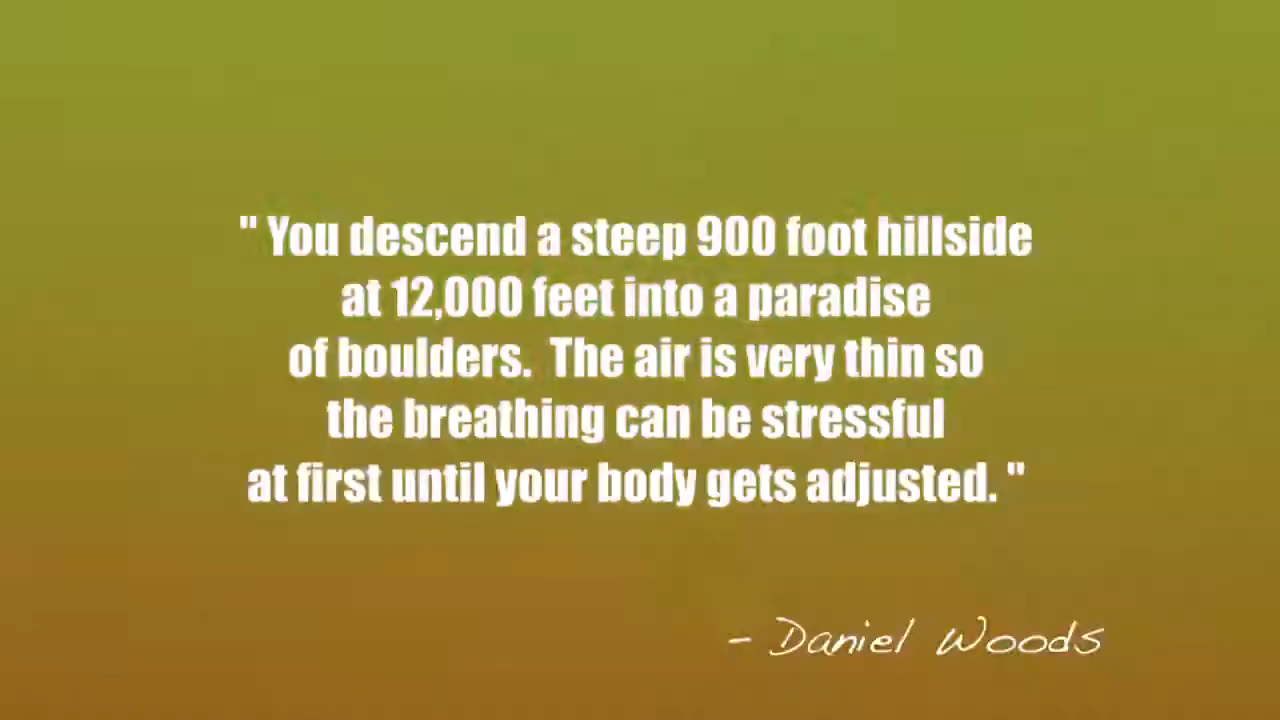 " You descend a steep 900 foot hillside
at 12,000 feet into a paradise
of boulders.  The air is very thin so
the breathing can be stressful
at first until your body gets adjusted. "
- Daniel Woods